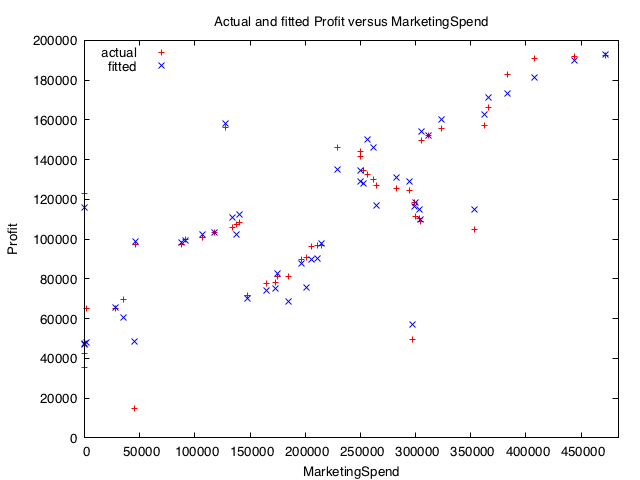 Actual and fitted Profit versus MarketingSpend
actual
fitted
200000
180000
160000
140000
120000
100000
80000
60000
40000
20000
0
Profit
0 50000 100000 150000 200000 250000 300000 350000 400000 450000
MarketingSpend